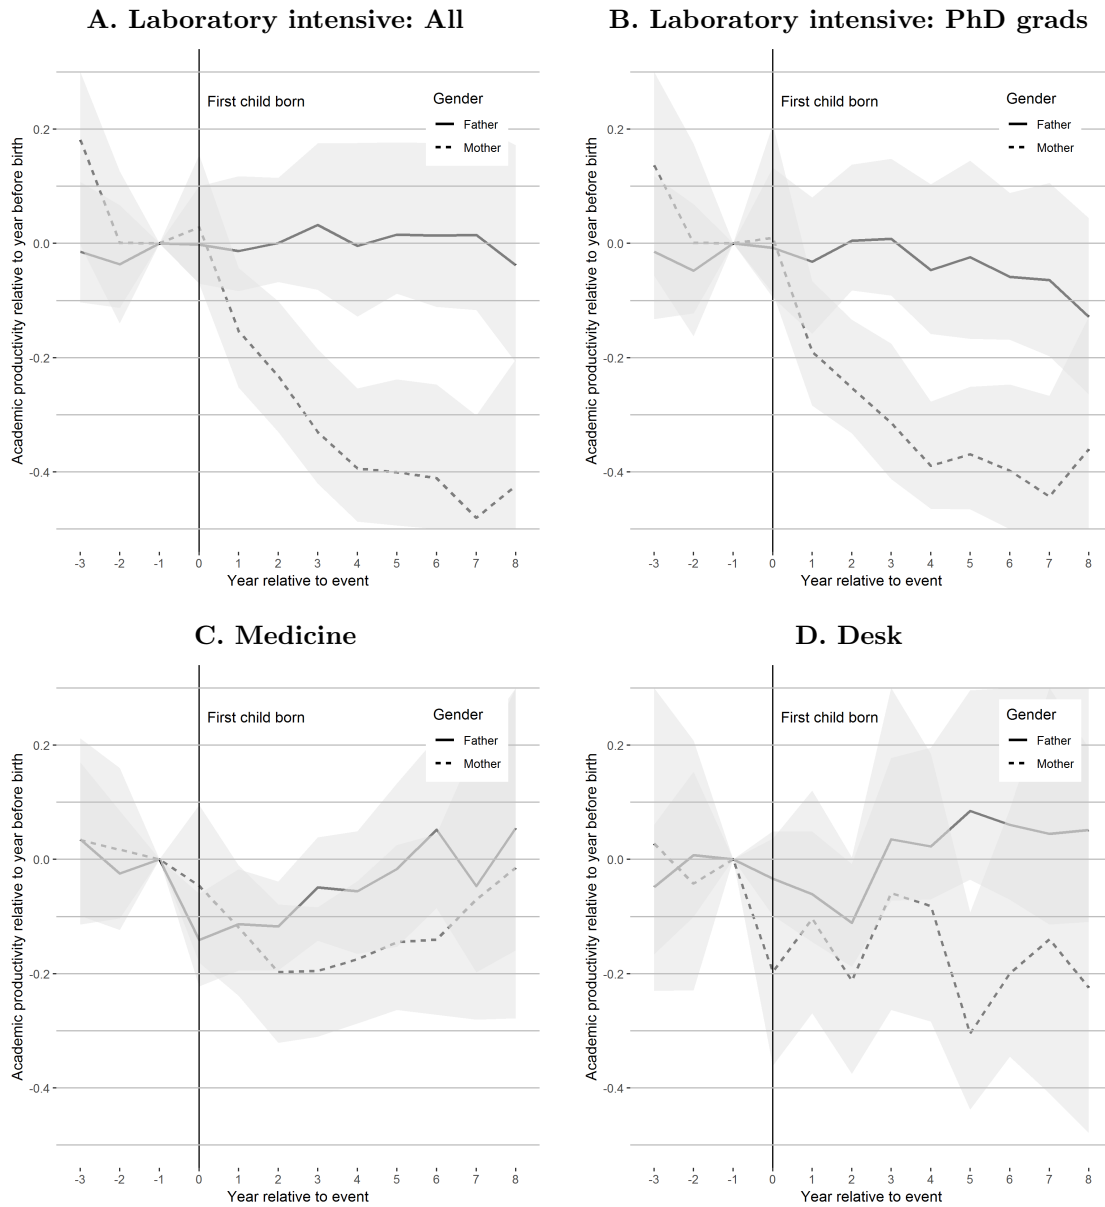 A. Laboratory intensive: All
Academic productivity relative to year before birth
0.2
0.0
-0.2
-0.4
First child born
Gender
Father
Mother
-3 -2 -1 0 1 2 3 4 5 6 7 8
Year relative to event
B. Laboratory intensive: PhD grads
Academic productivity relative to year before birth
0.2
0.0
-0.2
-0.4
First child born
Gender
Father
Mother
-3 -2 -1 0 1 2 3 4 5 6 7 8
Year relative to event
C. Medicine
Academic productivity relative to year before birth
0.2
0.0
-0.2
-0.4
First child born
Gender
Father
Mother
-3 -2 -1 0 1 2 3 4 5 6 7 8
Year relative to event
D. Desk
Academic productivity relative to year before birth
0.2
0.0
-0.2
-0.4
First child born
Gender
Father
Mother
-3 -2 -1 0 1 2 3 4 5 6 7 8
Year relative to event